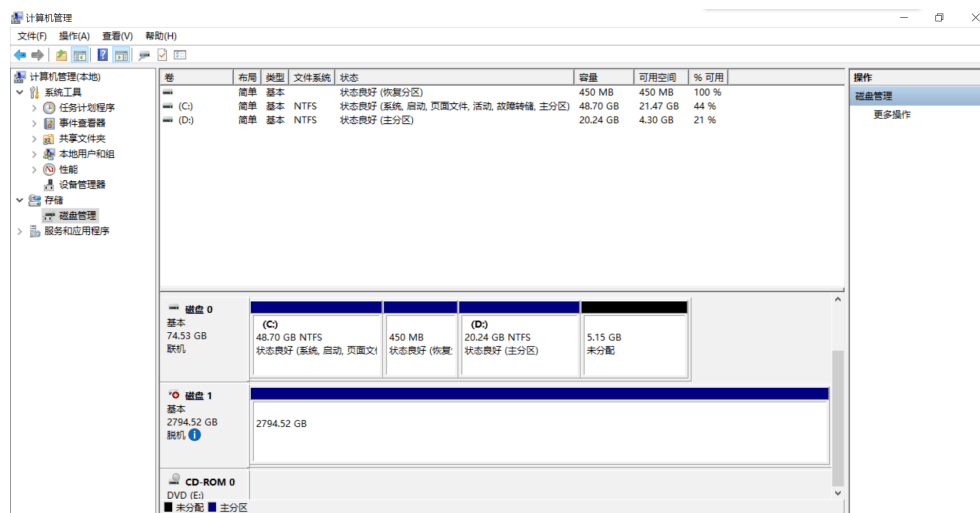 计算机管理
文件(F) 操作(A) 查看(V) 帮助(H)
计算机管理(本地)
系统工具
任务计划程序
事件查看器
共享文件夹
本地用户和组
性能
设备管理器
存储
磁盘管理
服务和应用程序
卷 布局 类型 文件系统 状态 容量 可用空间 % 可用
简单 基本 状态良好 (恢复分区) 450 MB 450 MB 100 %
(C:) 简单 基本 NTFS 状态良好 (系统, 启动, 页面文件, 活动, 故障转储, 主分区) 48.70 GB 21.47 GB 44 %
(D:) 简单 基本 NTFS 状态良好 (主分区) 20.24 GB 4.30 GB 21 %
操作
磁盘管理
更多操作
磁盘 0
基本
74.53 GB
联机
(C:)
48.70 GB NTFS
状态良好 (系统, 启动, 页面文
450 MB
状态良好 (恢复
(D:)
20.24 GB NTFS
状态良好 (主分区)
5.15 GB
未分配
磁盘 1
基本
2794.52 GB
脱机
2794.52 GB
CD-ROM 0
DVD (E:)
未分配 主分区